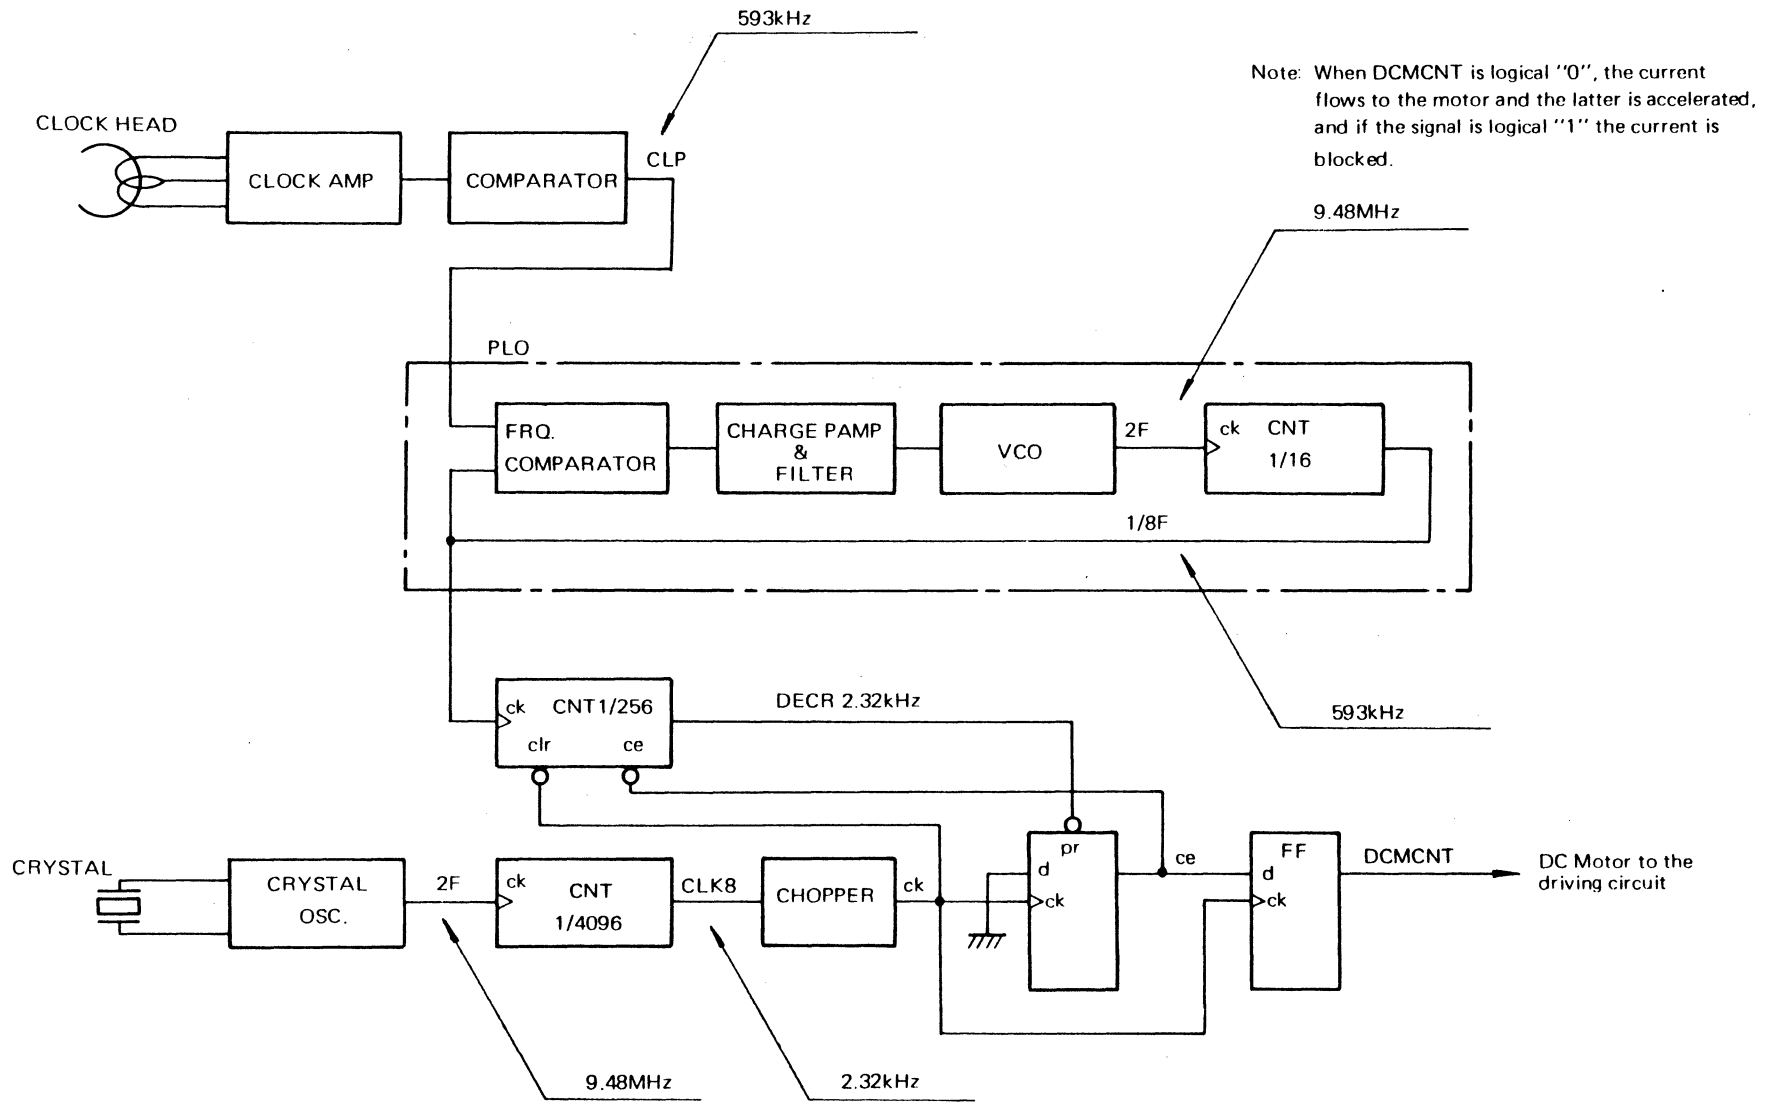 593kHz
Note: When DCMCNT is logical "0", the current
flows to the motor and the latter is accelerated,
and if the signal is logical "1" the current is
blocked.
CLOCK HEAD
CLOCK AMP
COMPARATOR
CLP
9.48MHz
PLO
FRQ.
COMPARATOR
CHARGE PAMP
&
FILTER
VCO
2F
ck CNT
1/16
1/8F
593kHz
ck CNT1/256
clr ce
DECR 2.32kHz
CRYSTAL
CRYSTAL
OSC.
2F
ck CNT
1/4096
CLK8
CHOPPER
ck
pr
d
ck
ce
FF
d
ck
DCMCNT
DC Motor to the
driving circuit
9.48MHz
2.32kHz